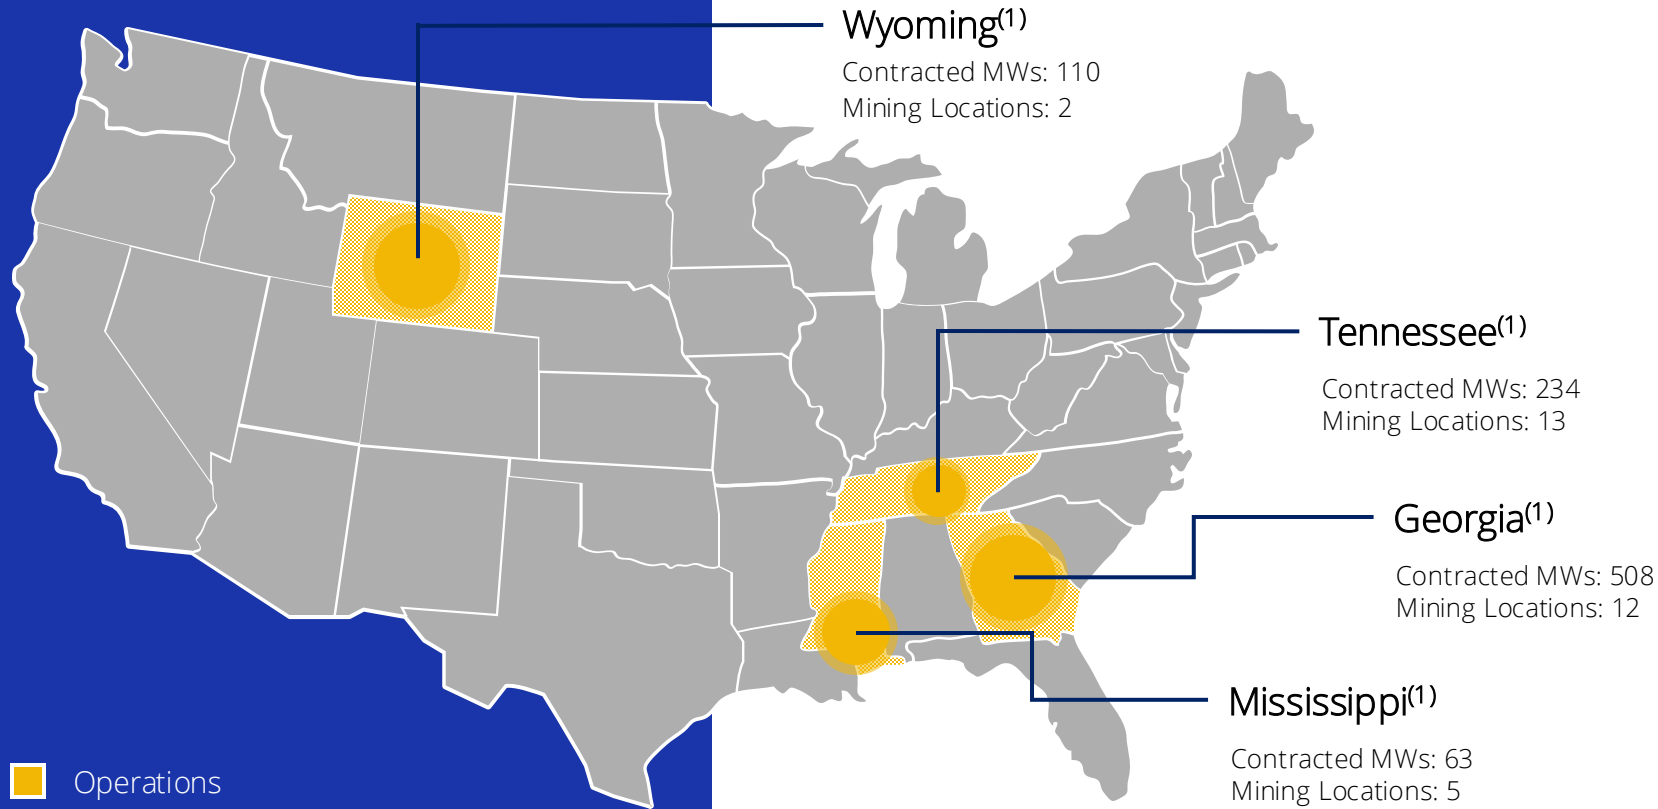 Wyoming(1)
Contracted MWs: 110
Mining Locations: 2
Tennessee(1)
Contracted MWs: 234
Mining Locations: 13
Georgia(1)
Contracted MWs: 508
Mining Locations: 12
Mississippi(1)
Contracted MWs: 63
Mining Locations: 5
Operations